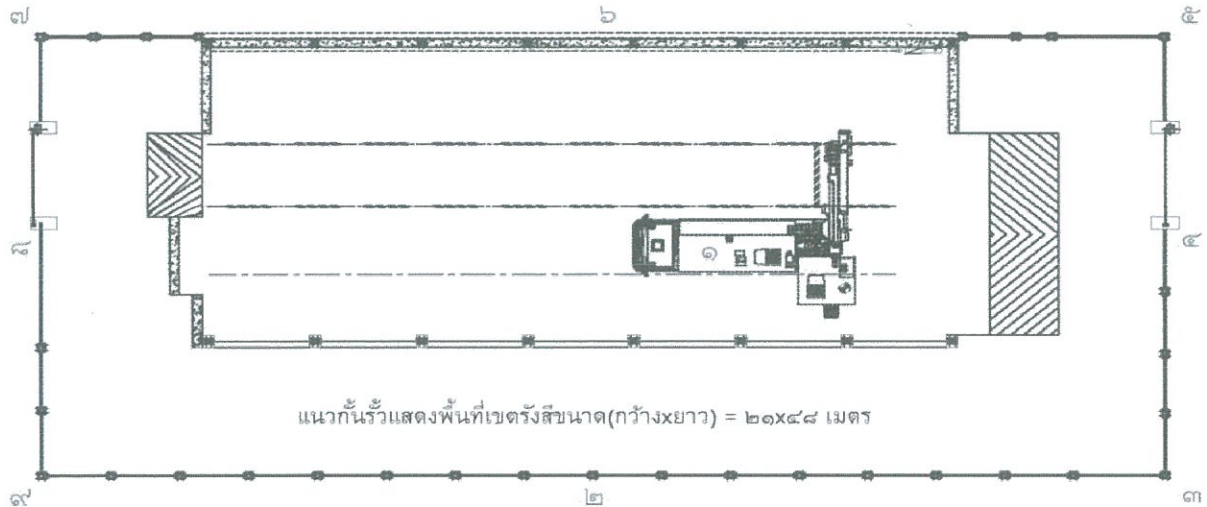 ๗ ๖ ๕
๘ ๑ ๔
แนวกั้นรั้วแสดงพื้นที่เขตรังสีขนาด(กว้างxยาว) = ๒๑x๔๘ เมตร
๙ ๒ ๓